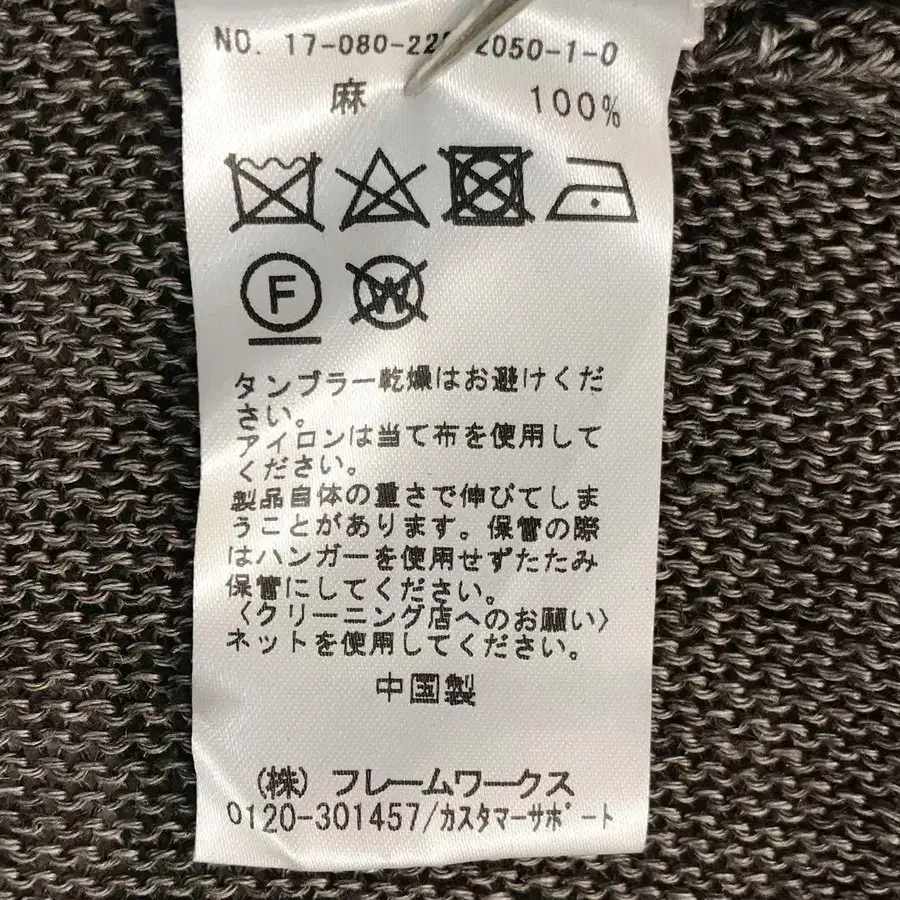 NO. 17-080-22 2050-1-0
麻 100%
F
W
タンブラー乾燥はお避けくだ
さい。
アイロンは当て布を使用して
ください。
製品自体の重さで伸びてしま
うことがあります。保管の際
はハンガーを使用せずたたみ
保管にしてください。
〈クリーニング店へのお願い〉
ネットを使用してください。
中国製
(株) フレームワークス
0120-301457/カスタマーサポート